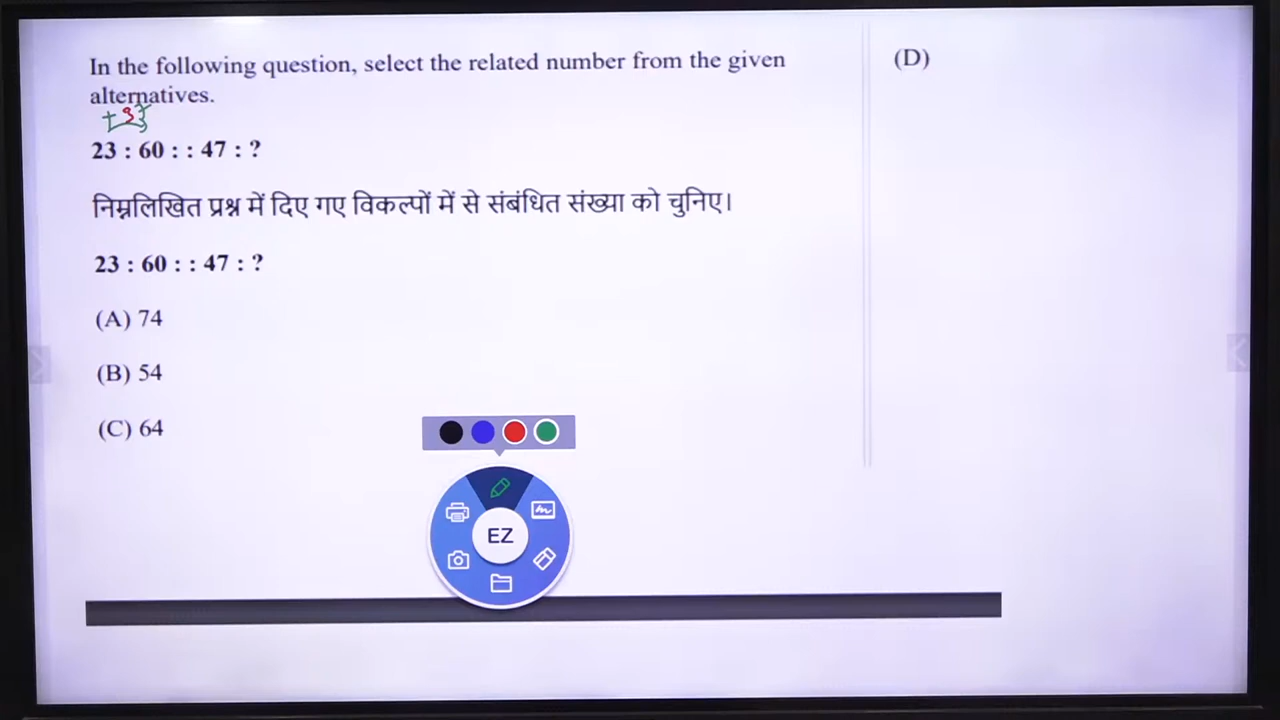 In the following question, select the related number from the given
alternatives.
23 : 60 : : 47 : ?
निम्नलिखित प्रश्न में दिए गए विकल्पों में से संबंधित संख्या को चुनिए।
23 : 60 : : 47 : ?
(A) 74
(B) 54
(C) 64
EZ
(D)